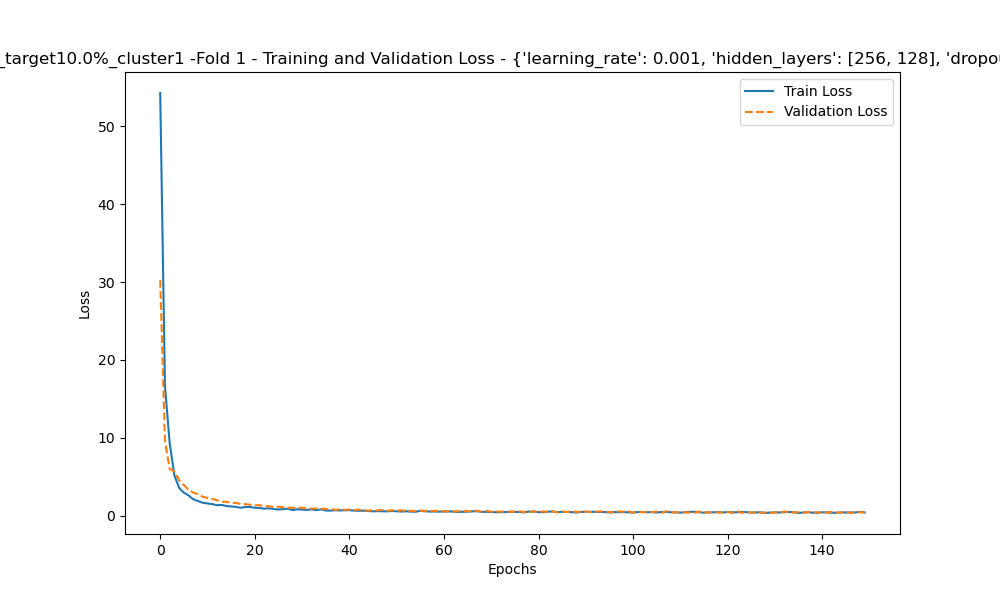 _target10.0%_cluster1 -Fold 1 - Training and Validation Loss - {'learning_rate': 0.001, 'hidden_layers': [256, 128], 'dropou
Train Loss
Validation Loss
50
40
30
20
10
0
Loss
0 20 40 60 80 100 120 140
Epochs